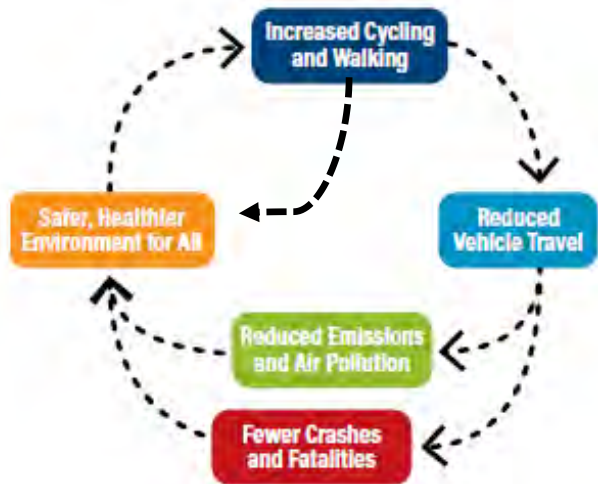 Increased Cycling
and Walking
Safer, Healthier
Environment for All
Reduced
Vehicle Travel
Reduced Emissions
and Air Pollution
Fewer Crashes
and Fatalities